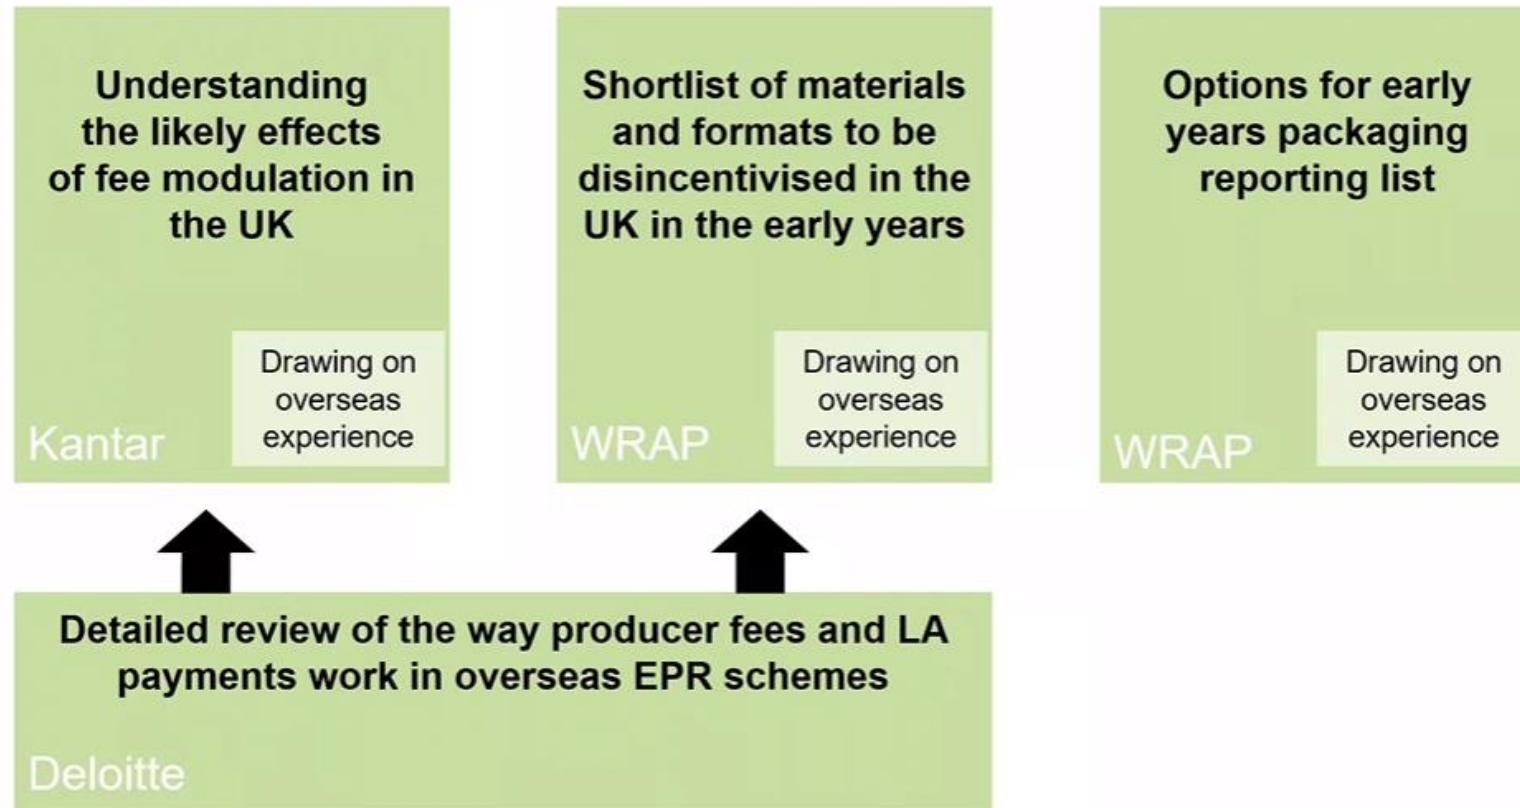 Understanding
the likely effects
of fee modulation in
the UK
Drawing on
overseas
experience
Kantar
Shortlist of materials
and formats to be
disincentivised in the
UK in the early years
Drawing on
overseas
experience
WRAP
Options for early
years packaging
reporting list
Drawing on
overseas
experience
WRAP
Detailed review of the way producer fees and LA
payments work in overseas EPR schemes
Deloitte